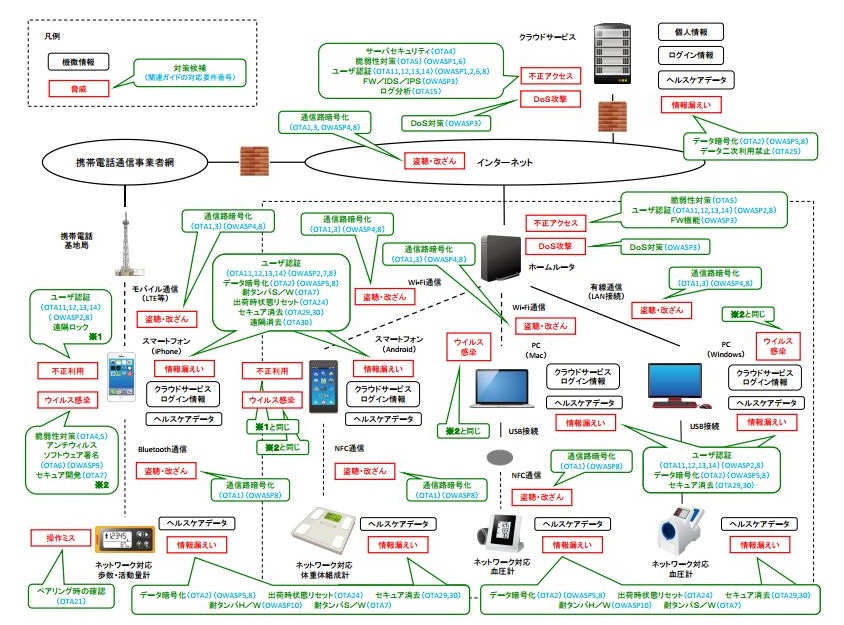 凡例
機微情報
脅威
対策候補
(関連ガイドの対応要件番号)
クラウドサービス
個人情報
ログイン情報
ヘルスケアデータ
情報漏えい
サーバセキュリティ(OTA4)
脆弱性対策(OTA5)(OWASP1,6)
ユーザ認証(OTA11,12,13,14)(OWASP1,2,6,8)
FW/IDS/IPS(OWASP3)
ログ分析(OTA15)
不正アクセス
DoS攻撃
DoS対策(OWASP3)
通信路暗号化
(OTA1,3, OWASP4,8)
データ暗号化(OTA2)(OWASP5,8)
データ二次利用禁止(OTA25)
携帯電話通信事業者網
盗聴・改ざん
インターネット
携帯電話
基地局
通信路暗号化
(OTA1,3)(OWASP4,8)
通信路暗号化
(OTA1,3)(OWASP4,8)
通信路暗号化
(OTA1,3)(OWASP4,8)
不正アクセス
DoS攻撃
ホームルータ
脆弱性対策(OTA5)
ユーザ認証(OTA11,12,13,14)(OWASP2,8)
FW機能(OWASP3)
DoS対策(OWASP3)
通信路暗号化
(OTA1,3)(OWASP4,8)
モバイル通信
(LTE等)
盗聴・改ざん
ユーザ認証
(OTA11,12,13,14)(OWASP2,7,8)
データ暗号化(OTA2)(OWASP5,8)
耐タンパS/W(OTA7)
出荷時状態リセット(OTA24)
セキュア消去(OTA29,30)
遠隔消去(OTA30)
Wi-Fi通信
盗聴・改ざん
Wi-Fi通信
盗聴・改ざん
有線通信
(LAN接続)
盗聴・改ざん
※2と同じ
ユーザ認証
(OTA11,12,13,14)
(OWASP2,8)
遠隔ロック
※1
不正利用
ウイルス感染
スマートフォン
(iPhone)
情報漏えい
クラウドサービス
ログイン情報
ヘルスケアデータ
不正利用
ウイルス感染
※1と同じ
※2と同じ
スマートフォン
(Android)
情報漏えい
クラウドサービス
ログイン情報
ヘルスケアデータ
ウイルス
感染
※2と同じ
PC
(Mac)
クラウドサービス
ログイン情報
ヘルスケアデータ
情報漏えい
PC
(Windows)
ウイルス
感染
クラウドサービス
ログイン情報
ヘルスケアデータ
情報漏えい
脆弱性対策(OTA4,5)
アンチウィルス
ソフトウェア署名
(OTA6)(OWASP9)
セキュア開発(OTA7)
※2
Bluetooth通信
盗聴・改ざん
通信路暗号化
(OTA1)(OWASP8)
NFC通信
盗聴・改ざん
通信路暗号化
(OTA1)(OWASP8)
USB接続
NFC通信
盗聴・改ざん
通信路暗号化
(OTA1)(OWASP8)
USB接続
ユーザ認証
(OTA11,12,13,14)(OWASP2,8)
データ暗号化(OTA2)(OWASP5,8)
セキュア消去(OTA29,30)
操作ミス
ペアリング時の確認
(OTA21)
ネットワーク対応
歩数・活動量計
ヘルスケアデータ
情報漏えい
ネットワーク対応
体重体組成計
ヘルスケアデータ
情報漏えい
ネットワーク対応
血圧計
ヘルスケアデータ
情報漏えい
ネットワーク対応
血圧計
ヘルスケアデータ
情報漏えい
データ暗号化(OTA2)(OWASP5,8) 出荷時状態リセット(OTA24) セキュア消去(OTA29,30)
耐タンパH/W(OWASP10) 耐タンパS/W(OTA7)
データ暗号化(OTA2)(OWASP5,8) 出荷時状態リセット(OTA24) セキュア消去(OTA29,30)
耐タンパH/W(OWASP10) 耐タンパS/W(OTA7)